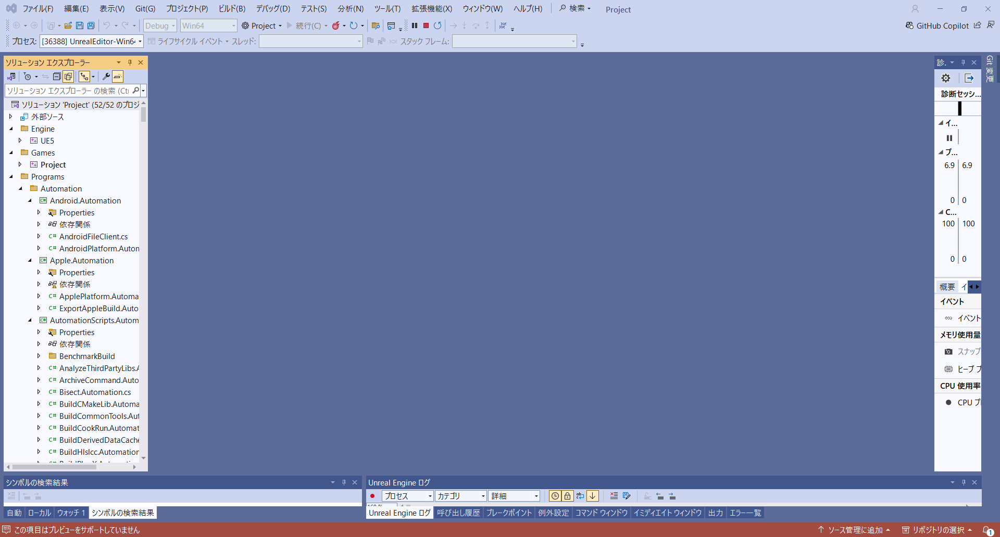 ファイル(F) 編集(E) 表示(V) Git(G) プロジェクト(P) ビルド(B) デバッグ(D) テスト(S) 分析(N) ツール(T) 拡張機能(X) ウィンドウ(W) ヘルプ(H) 検索 Project
Debug Win64 Project 続行(C) GitHub Copilot
プロセス: [36388] UnrealEditor-Win64 ライフサイクル イベント スレッド: スタック フレーム:
ソリューション エクスプローラー
ソリューション エクスプローラー の検索 (Ctr
ソリューション 'Project' (52/52 のプロジ
外部ソース
Engine
UE5
Games
Project
Programs
Automation
Android.Automation
Properties
依存関係
C# AndroidFileClient.cs
C# AndroidPlatform.Autom
Apple.Automation
Properties
依存関係
C# ApplePlatform.Automa
C# ExportAppleBuild.Auto
AutomationScripts.Autom
Properties
依存関係
BenchmarkBuild
C# AnalyzeThirdPartyLibs.A
C# ArchiveCommand.Auto
C# Bisect.Automation.cs
C# BuildCMakeLib.Automa
C# BuildCommonTools.Aut
C# BuildCookRun.Automat
C# BuildDerivedDataCache
C# BuildHlslcc.Automation
診.
診断セッシ...
イ...
プ...
6.9 6.9
0 0
C...
100 100
0 0
概要 イ
イベント
イベント
メモリ使用量
スナップ
ヒープ プ
CPU 使用率
CPU プ
Git 変更
シンボルの検索結果
自動 ローカル ウォッチ 1 シンボルの検索結果
Unreal Engine ログ
プロセス カテゴリ 詳細
Unreal Engine ログ 呼び出し履歴 ブレークポイント 例外設定 コマンド ウィンドウ イミディエイト ウィンドウ 出力 エラー一覧
この項目はプレビューをサポートしていません ソース管理に追加 リポジトリの選択 1